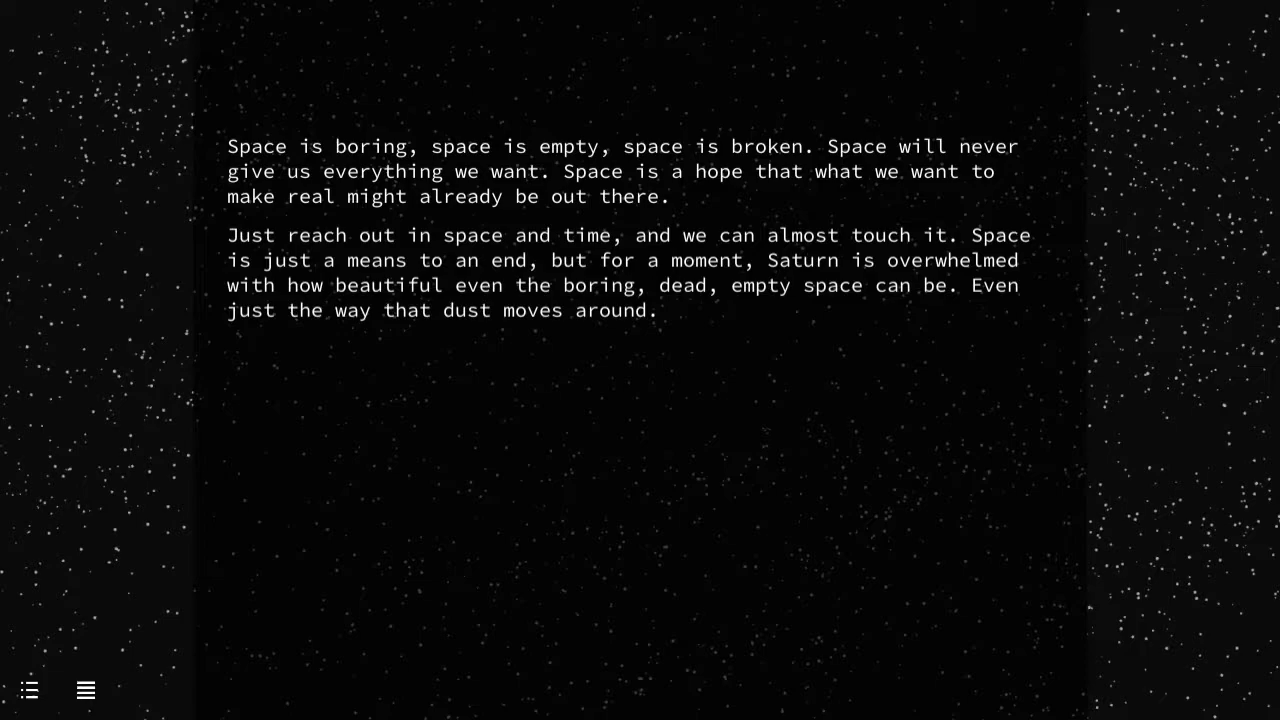 Space is boring, space is empty, space is broken. Space will never
give us everything we want. Space is a hope that what we want to
make real might already be out there.
Just reach out in space and time, and we can almost touch it. Space
is just a means to an end, but for a moment, Saturn is overwhelmed
with how beautiful even the boring, dead, empty space can be. Even
just the way that dust moves around.